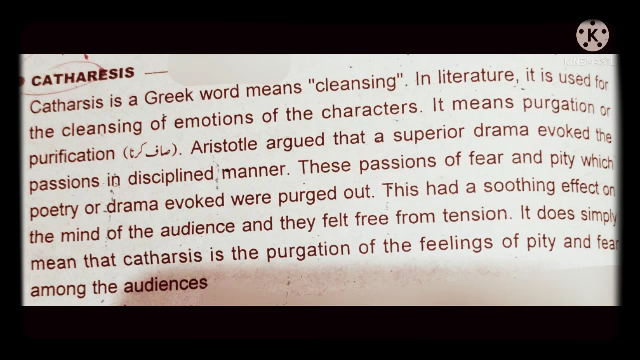 K
KINEMASTER
CATHARESIS —
Catharsis is a Greek word means "cleansing". In literature, it is used for
the cleansing of emotions of the characters. It means purgation or
purification (صاف کرنا). Aristotle argued that a superior drama evoked the
passions in disciplined manner. These passions of fear and pity which
poetry or drama evoked were purged out. This had a soothing effect on
the mind of the audience and they felt free from tension. It does simply
mean that catharsis is the purgation of the feelings of pity and fear
among the audiences